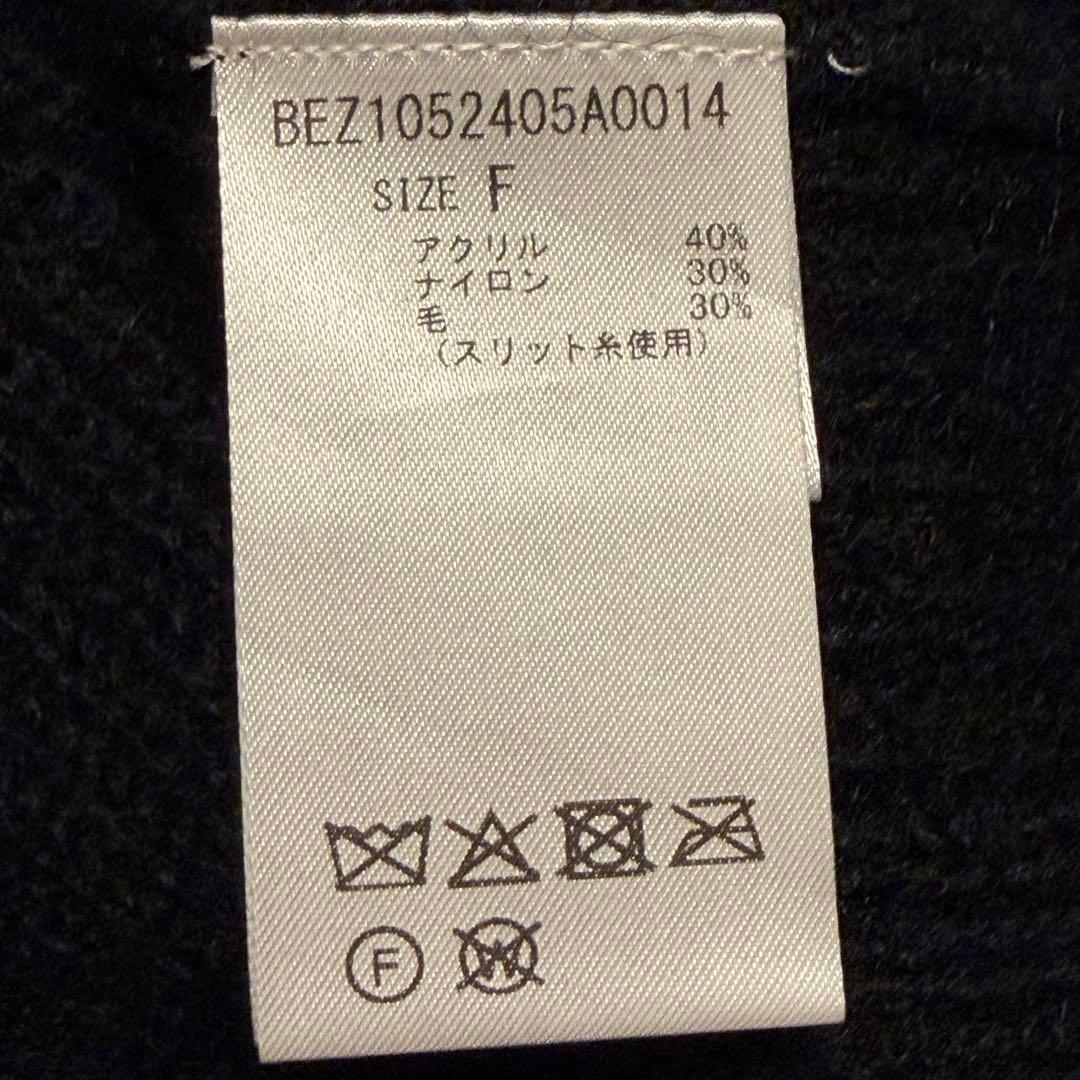 BEZ1052405A0014
SIZE F
アクリル 40%
ナイロン 30%
毛 30%
(スリット糸使用)
F
W